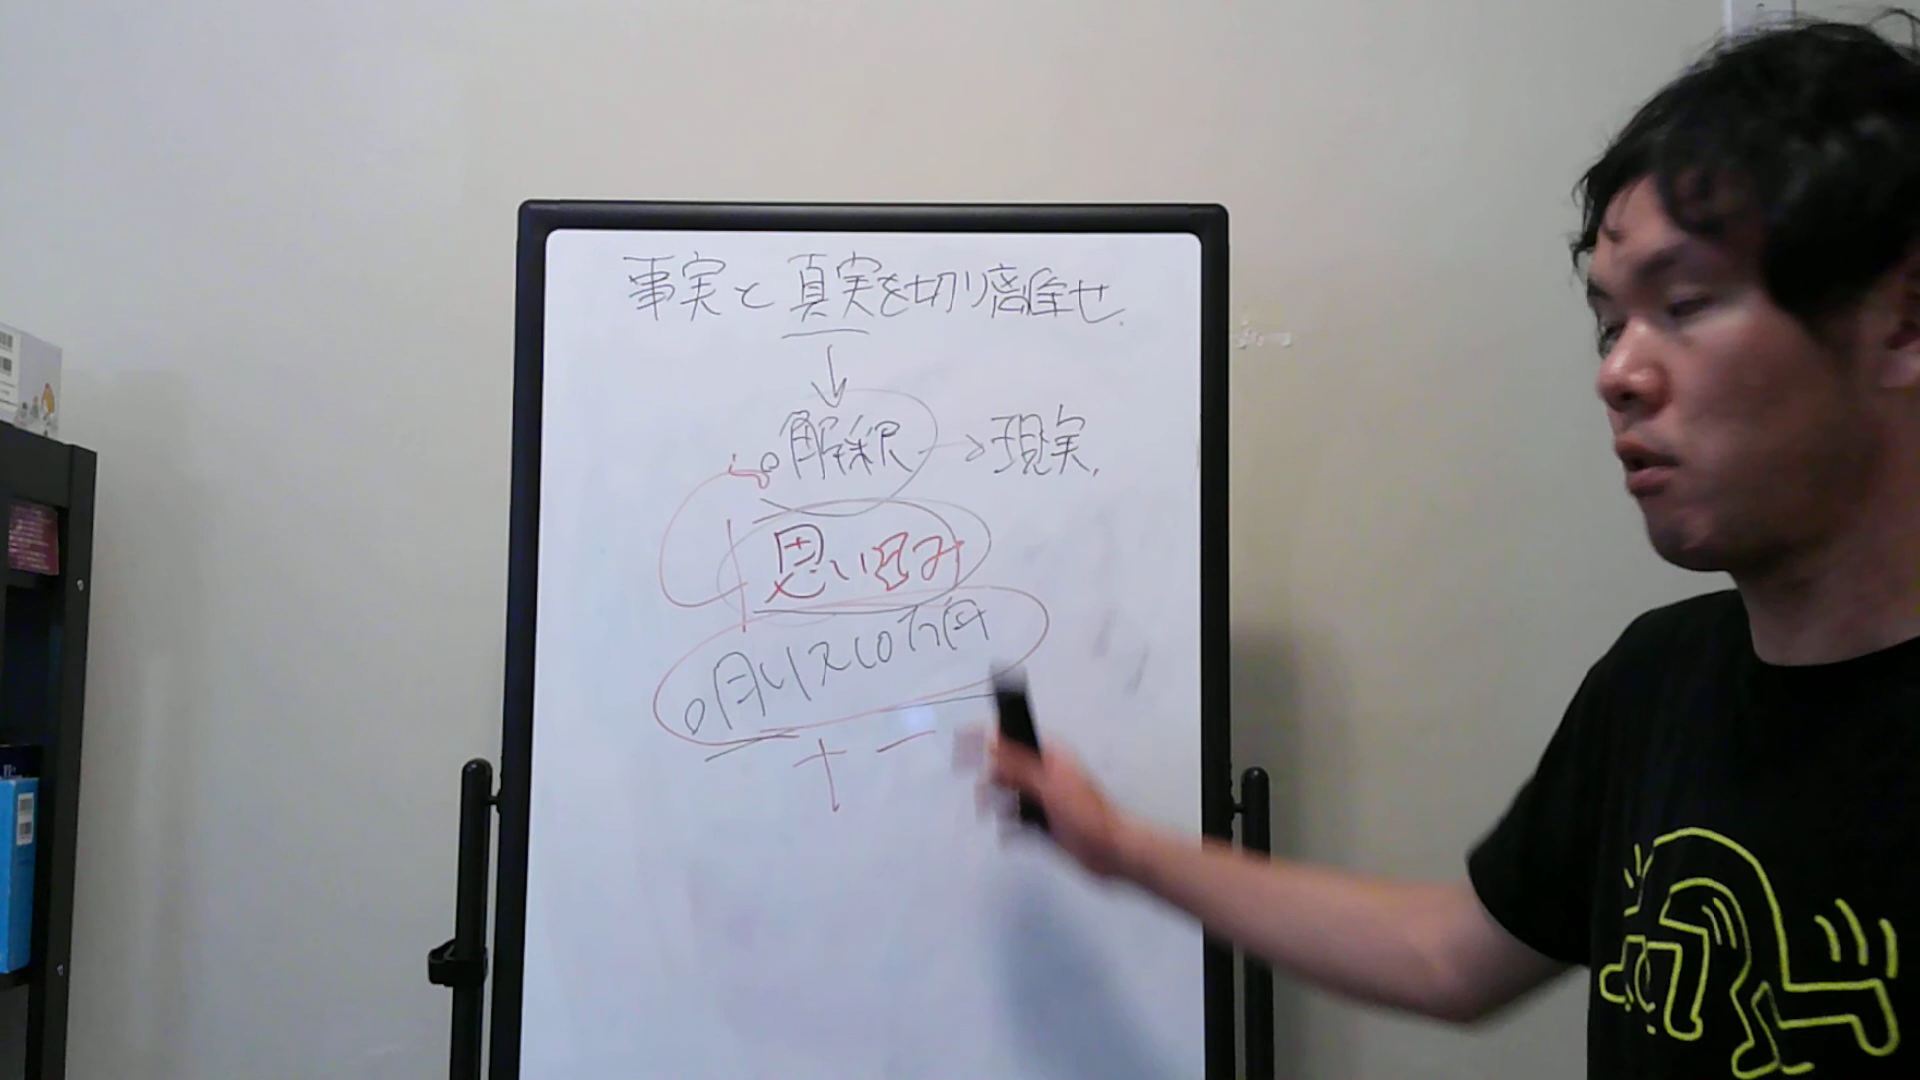 事実と真実を切り離せ.
解釈 → 現実.
思い込み
月収10万円
+ −